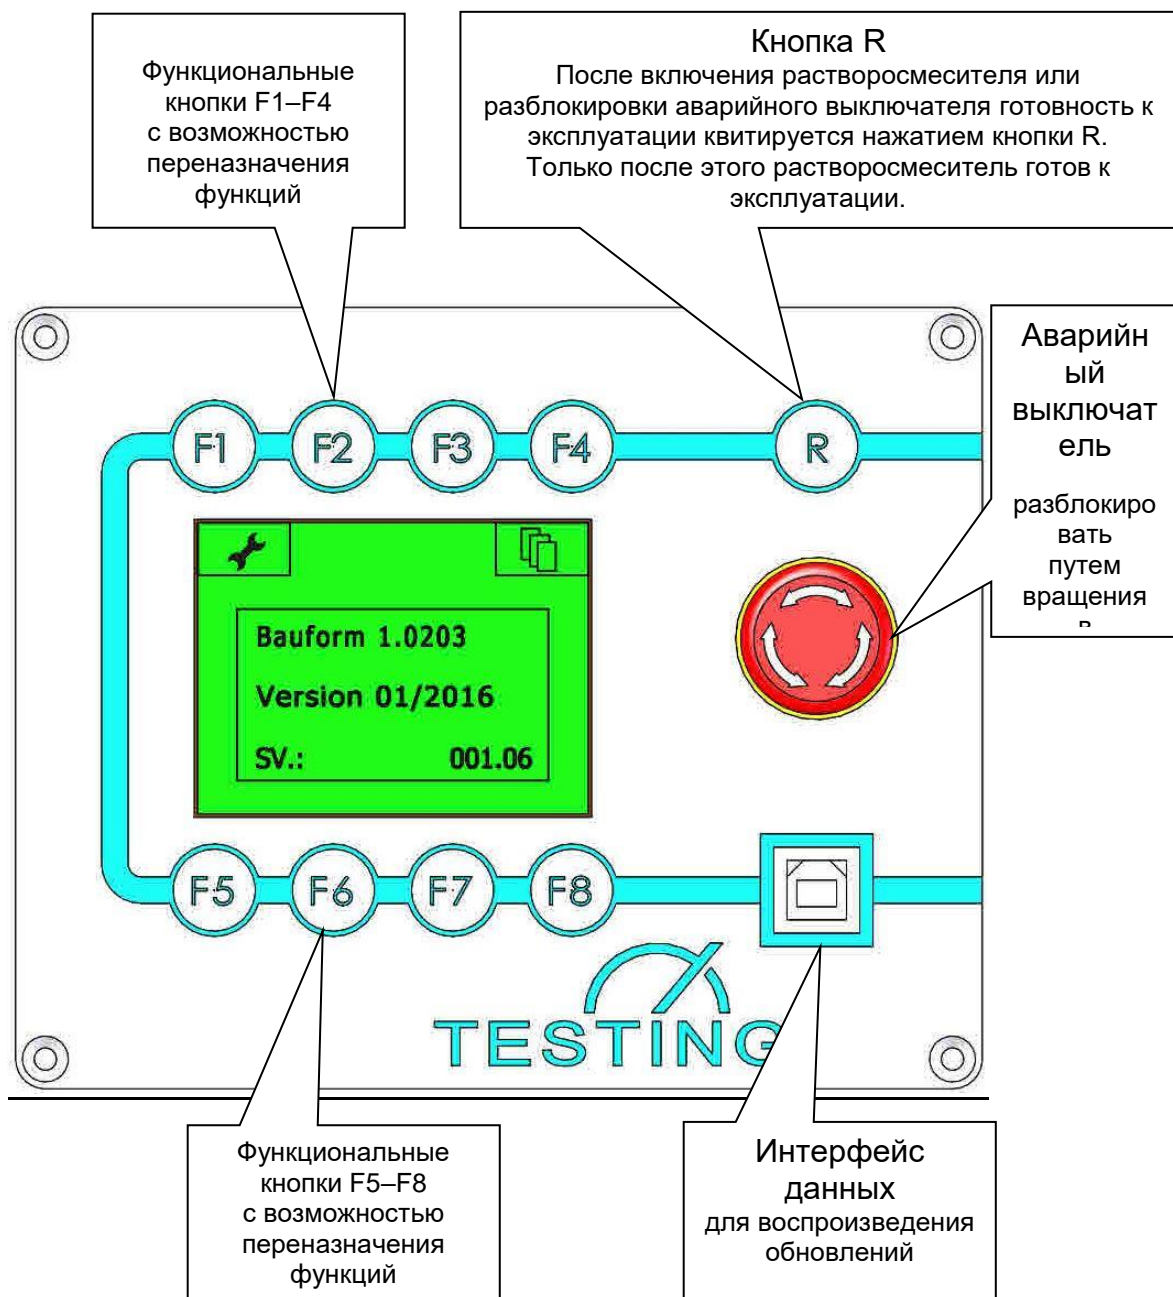 Функциональные
кнопки F1–F4
с возможностью
переназначения
функций
Кнопка R
После включения растворосмесителя или
разблокировки аварийного выключателя готовность к
эксплуатации квитируется нажатием кнопки R.
Только после этого растворосмеситель готов к
эксплуатации.
Аварийн
ый
выключат
ель
разблокиро
вать
путем
вращения
F1 F2 F3 F4 R
Bauform 1.0203
Version 01/2016
SV.: 001.06
F5 F6 F7 F8
TESTING
Функциональные
кнопки F5–F8
с возможностью
переназначения
функций
Интерфейс
данных
для воспроизведения
обновлений